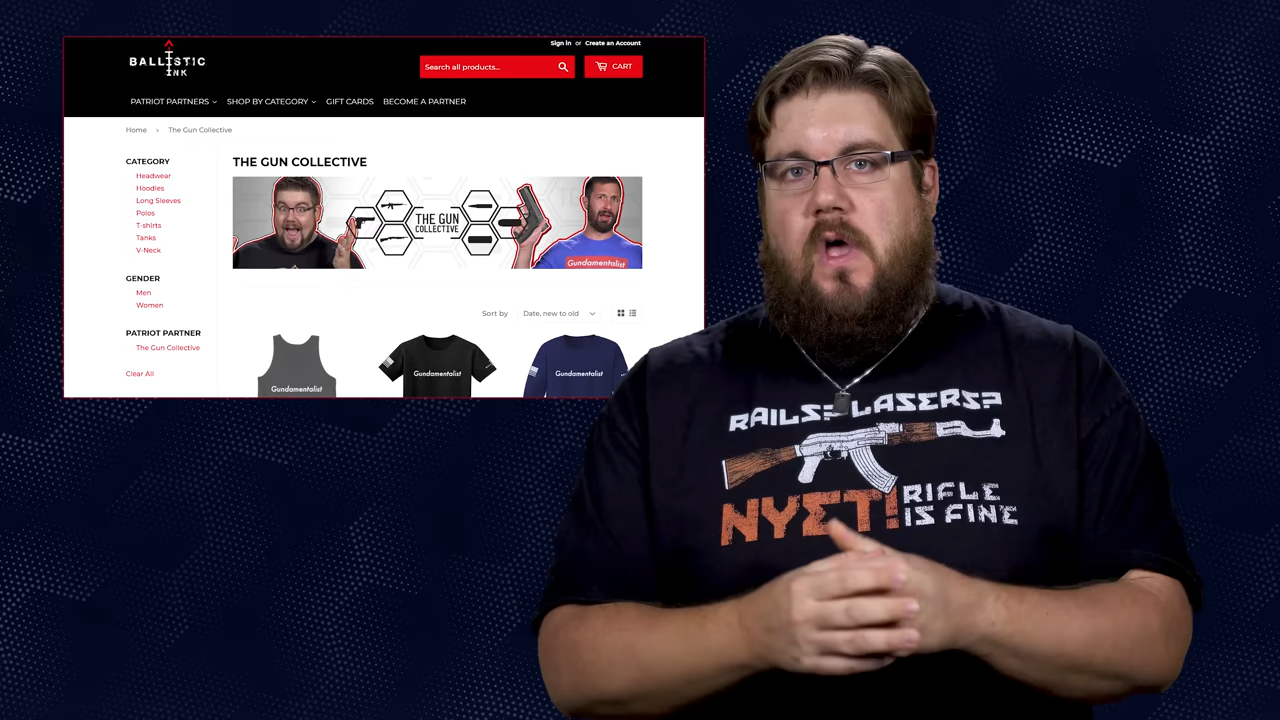 BALLISTIC
INK
Sign in or Create an Account
Search all products...
CART
PATRIOT PARTNERS
SHOP BY CATEGORY
GIFT CARDS
BECOME A PARTNER
Home › The Gun Collective
CATEGORY
Headwear
Hoodies
Long Sleeves
Polos
T-shirts
Tanks
V-Neck
GENDER
Men
Women
PATRIOT PARTNER
The Gun Collective
Clear All
THE GUN COLLECTIVE
THE GUN
COLLECTIVE
Gundamentalist
Sort by
Date, new to old
Gundamentalist
Gundamentalist
Gundamentalist
RAILS? LASERS?
NYET! RIFLE
IS FINE